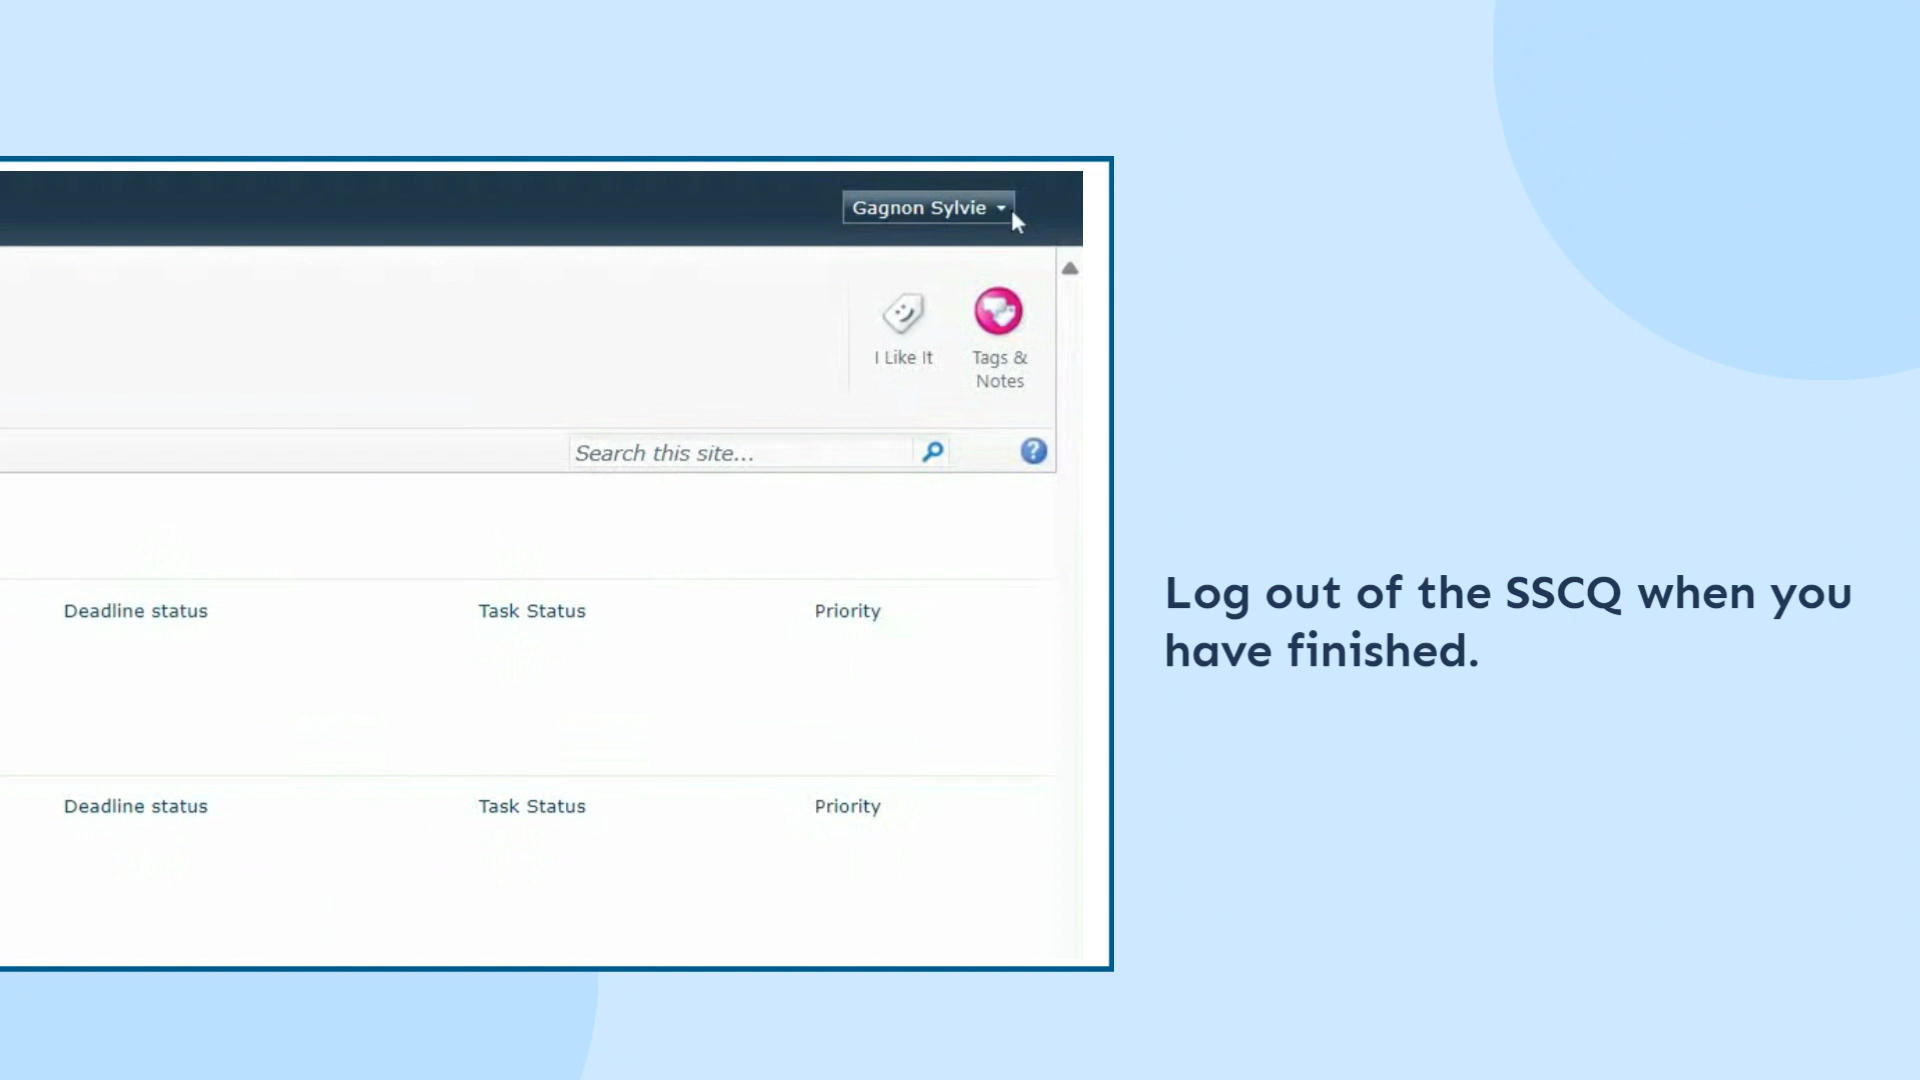 Gagnon Sylvie
I Like It
Tags &
Notes
Search this site...
Deadline status Task Status Priority
Deadline status Task Status Priority
Log out of the SSCQ when you
have finished.